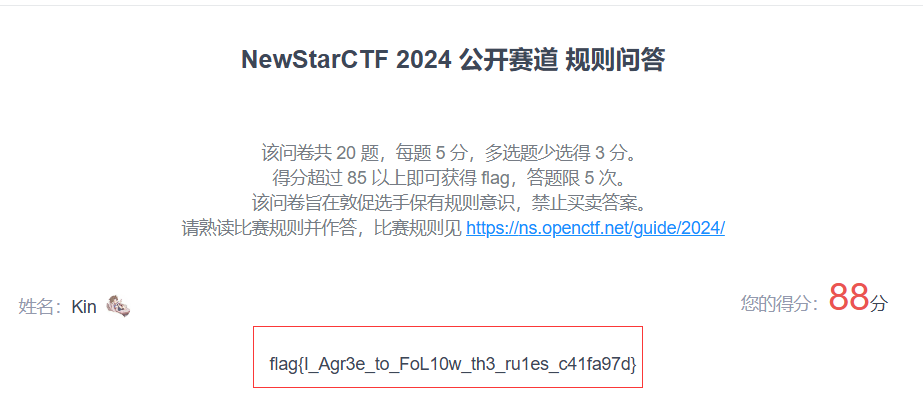 NewStarCTF 2024 公开赛道 规则问答
该问卷共 20 题，每题 5 分，多选题少选得 3 分。
得分超过 85 以上即可获得 flag，答题限 5 次。
该问卷旨在敦促选手保有规则意识，禁止买卖答案。
请熟读比赛规则并作答，比赛规则见 https://ns.openctf.net/guide/2024/
姓名：Kin
您的得分：88分
flag{I_Agr3e_to_FoL10w_th3_ru1es_c41fa97d}